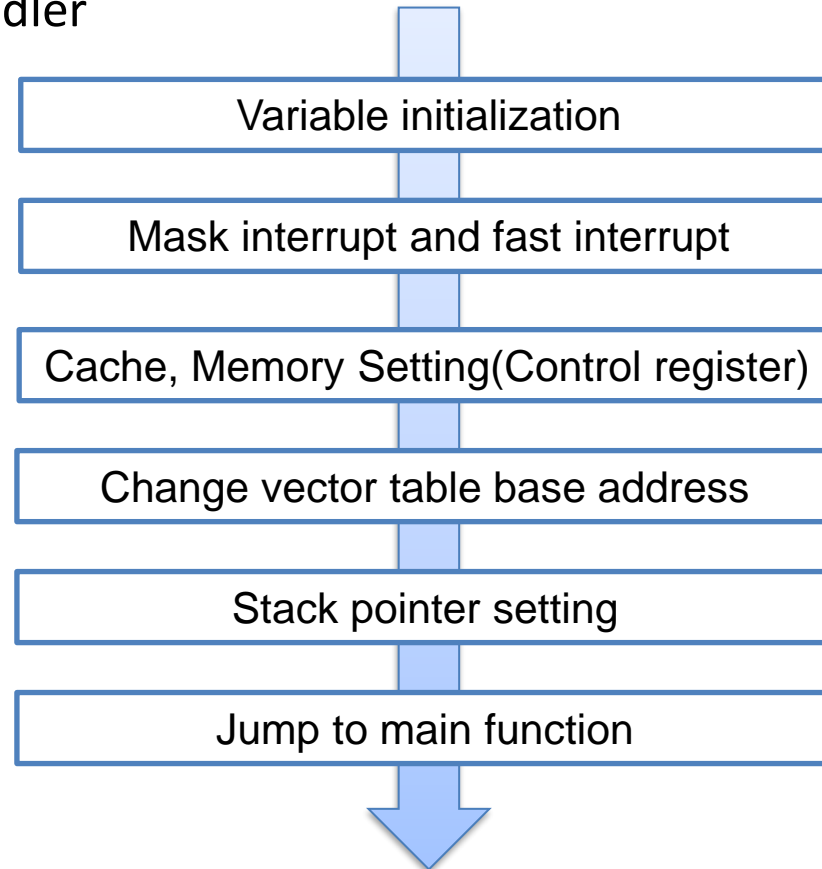 Variable initialization
Mask interrupt and fast interrupt
Cache, Memory Setting(Control register)
Change vector table base address
Stack pointer setting
Jump to main function